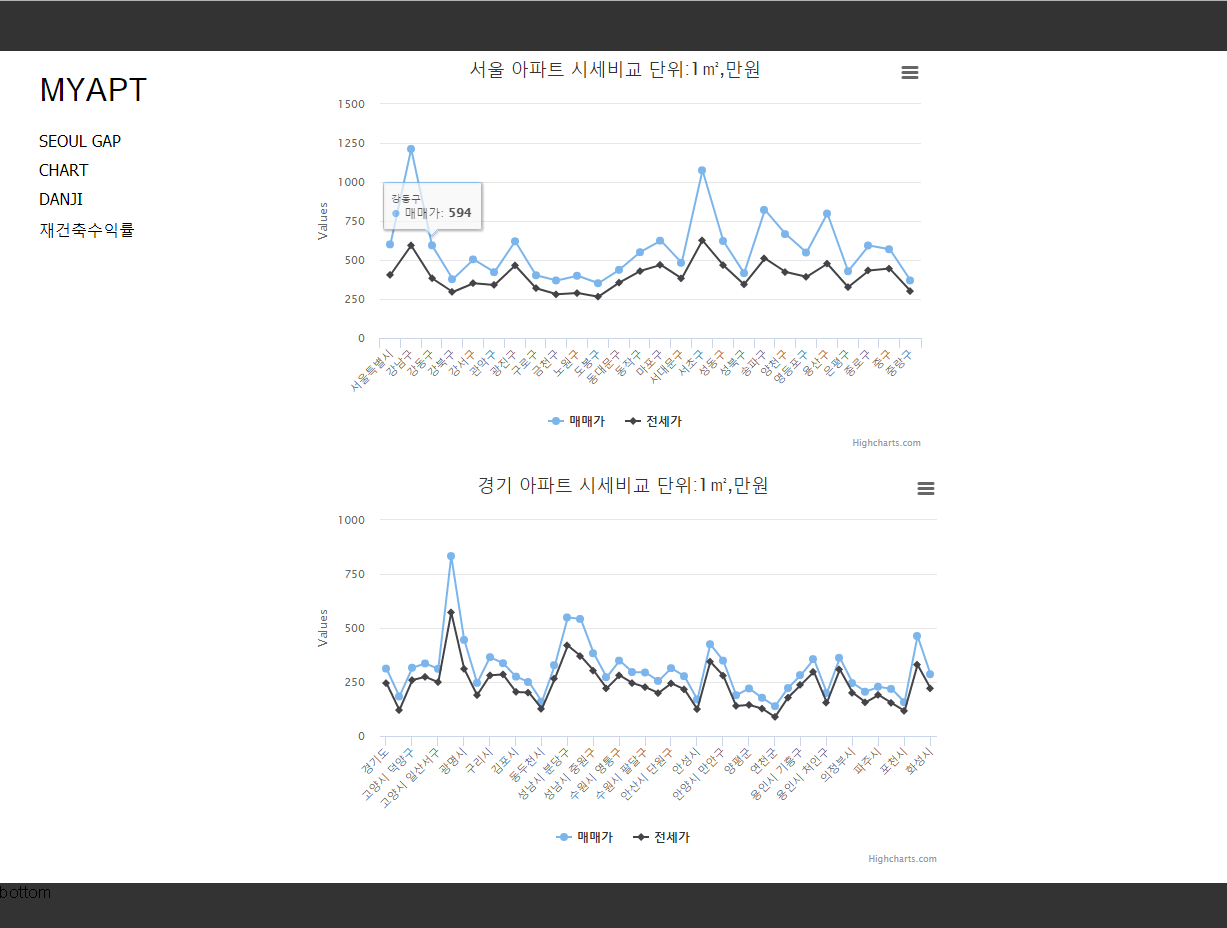 MYAPT
SEOUL GAP
CHART
DANJI
재건축수익률
서울 아파트 시세비교 단위:1㎡,만원
1500
1250
1000
750
500
250
0
Values
강동구
매매가: 594
서울특별시
강남구
강동구
강북구
강서구
관악구
광진구
구로구
금천구
노원구
도봉구
동대문구
동작구
마포구
서대문구
서초구
성동구
성북구
송파구
양천구
영등포구
용산구
은평구
종로구
중구
중랑구
매매가 전세가
Highcharts.com
경기 아파트 시세비교 단위:1㎡,만원
1000
750
500
250
0
Values
경기도
고양시 덕양구
고양시 일산서구
광명시
구리시
김포시
동두천시
성남시 분당구
성남시 중원구
수원시 영통구
수원시 팔달구
안산시 단원구
안성시
안양시 만안구
양평군
연천군
용인시 기흥구
용인시 처인구
의정부시
파주시
포천시
화성시
매매가 전세가
Highcharts.com
bottom